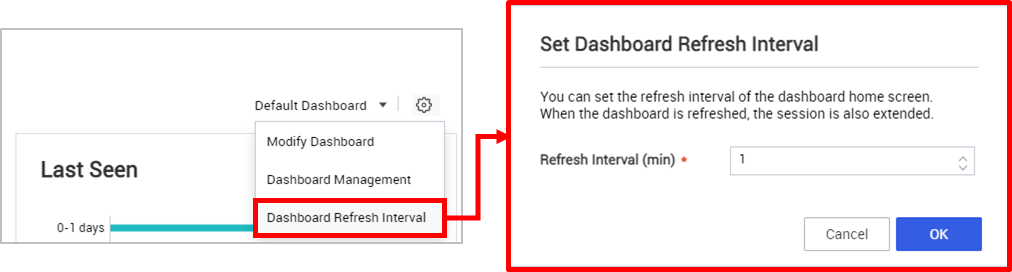 Default Dashboard
Modify Dashboard
Dashboard Management
Dashboard Refresh Interval
Last Seen
0-1 days
Set Dashboard Refresh Interval
You can set the refresh interval of the dashboard home screen.
When the dashboard is refreshed, the session is also extended.
Refresh Interval (min) * 1
Cancel OK